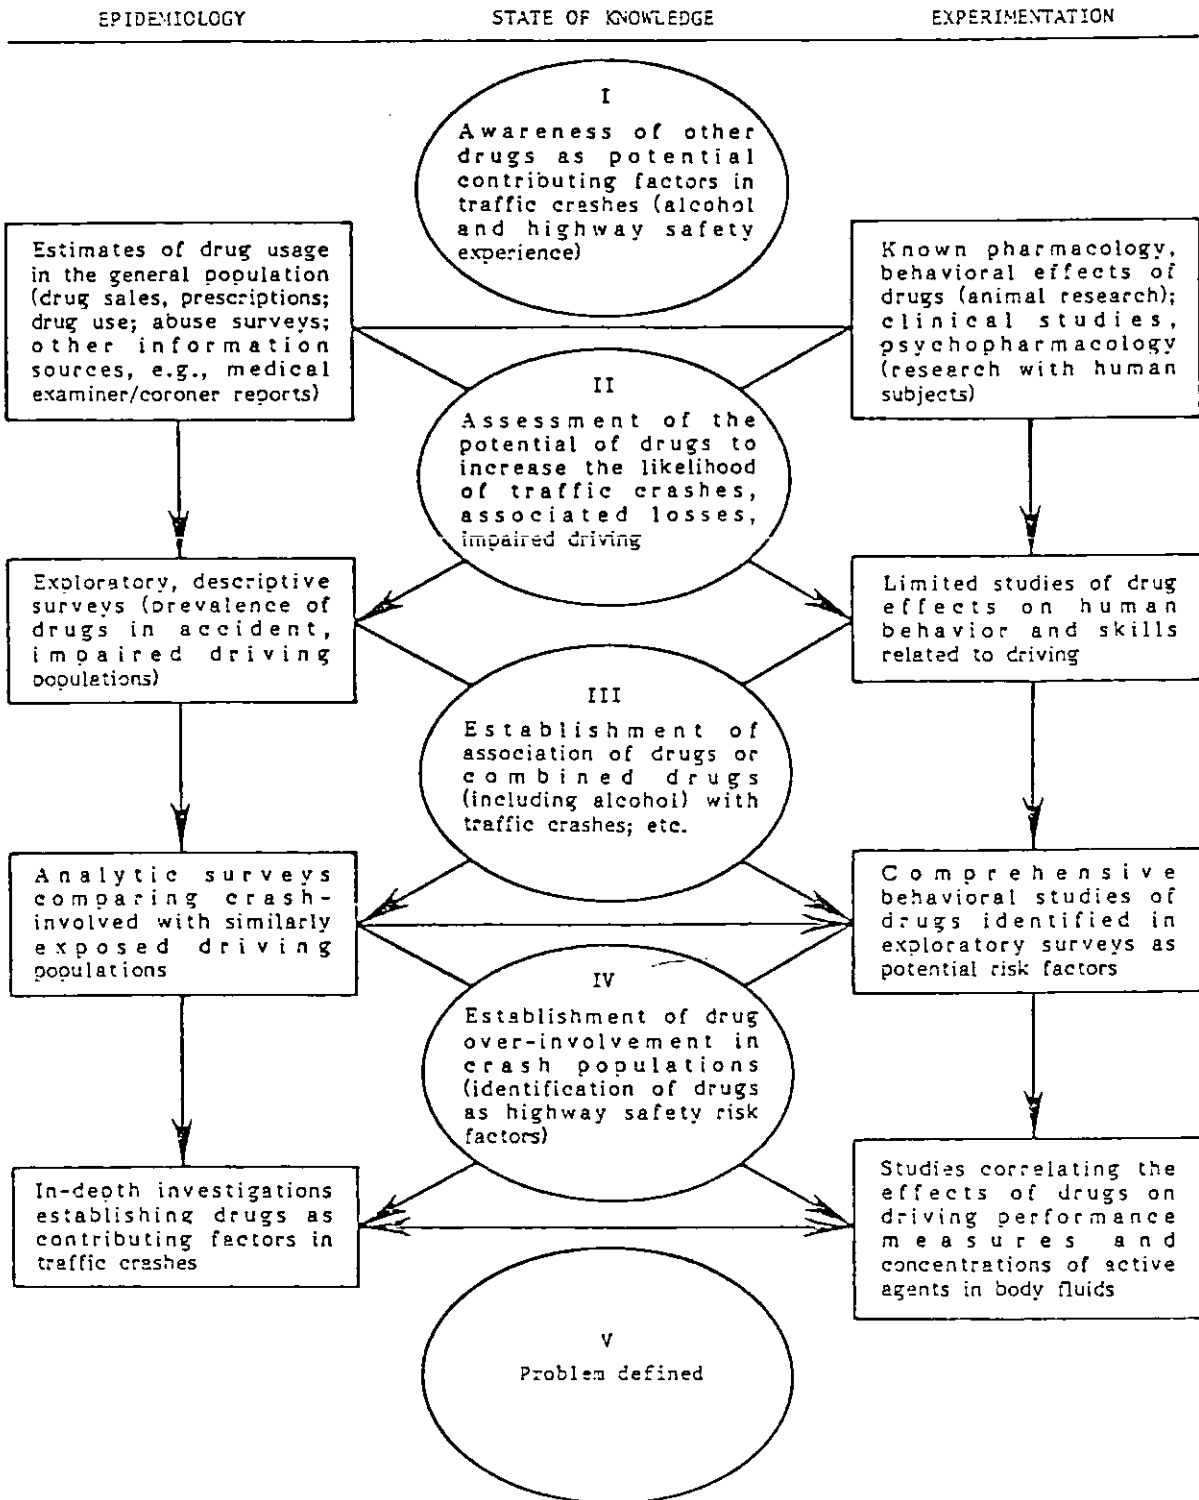 EPIDEMIOLOGY
STATE OF KNOWLEDGE
EXPERIMENTATION
I
Awareness of other
drugs as potential
contributing factors in
traffic crashes (alcohol
and highway safety
experience)
Estimates of drug usage
in the general population
(drug sales, prescriptions;
drug use; abuse surveys;
other information
sources, e.g., medical
examiner/coroner reports)
Known pharmacology,
behavioral effects of
drugs (animal research);
clinical studies,
psychopharmacology
(research with human
subjects)
II
Assessment of the
potential of drugs to
increase the likelihood
of traffic crashes,
associated losses,
impaired driving
Exploratory, descriptive
surveys (prevalence of
drugs in accident,
impaired driving
populations)
Limited studies of drug
effects on human
behavior and skills
related to driving
III
Establishment of
association of drugs or
combined drugs
(including alcohol) with
traffic crashes; etc.
Analytic surveys
comparing crash-
involved with similarly
exposed driving
populations
Comprehensive
behavioral studies of
drugs identified in
exploratory surveys as
potential risk factors
IV
Establishment of drug
over-involvement in
crash populations
(identification of drugs
as highway safety risk
factors)
In-depth investigations
establishing drugs as
contributing factors in
traffic crashes
Studies correlating the
effects of drugs on
driving performance
measures and
concentrations of active
agents in body fluids
V
Problem defined